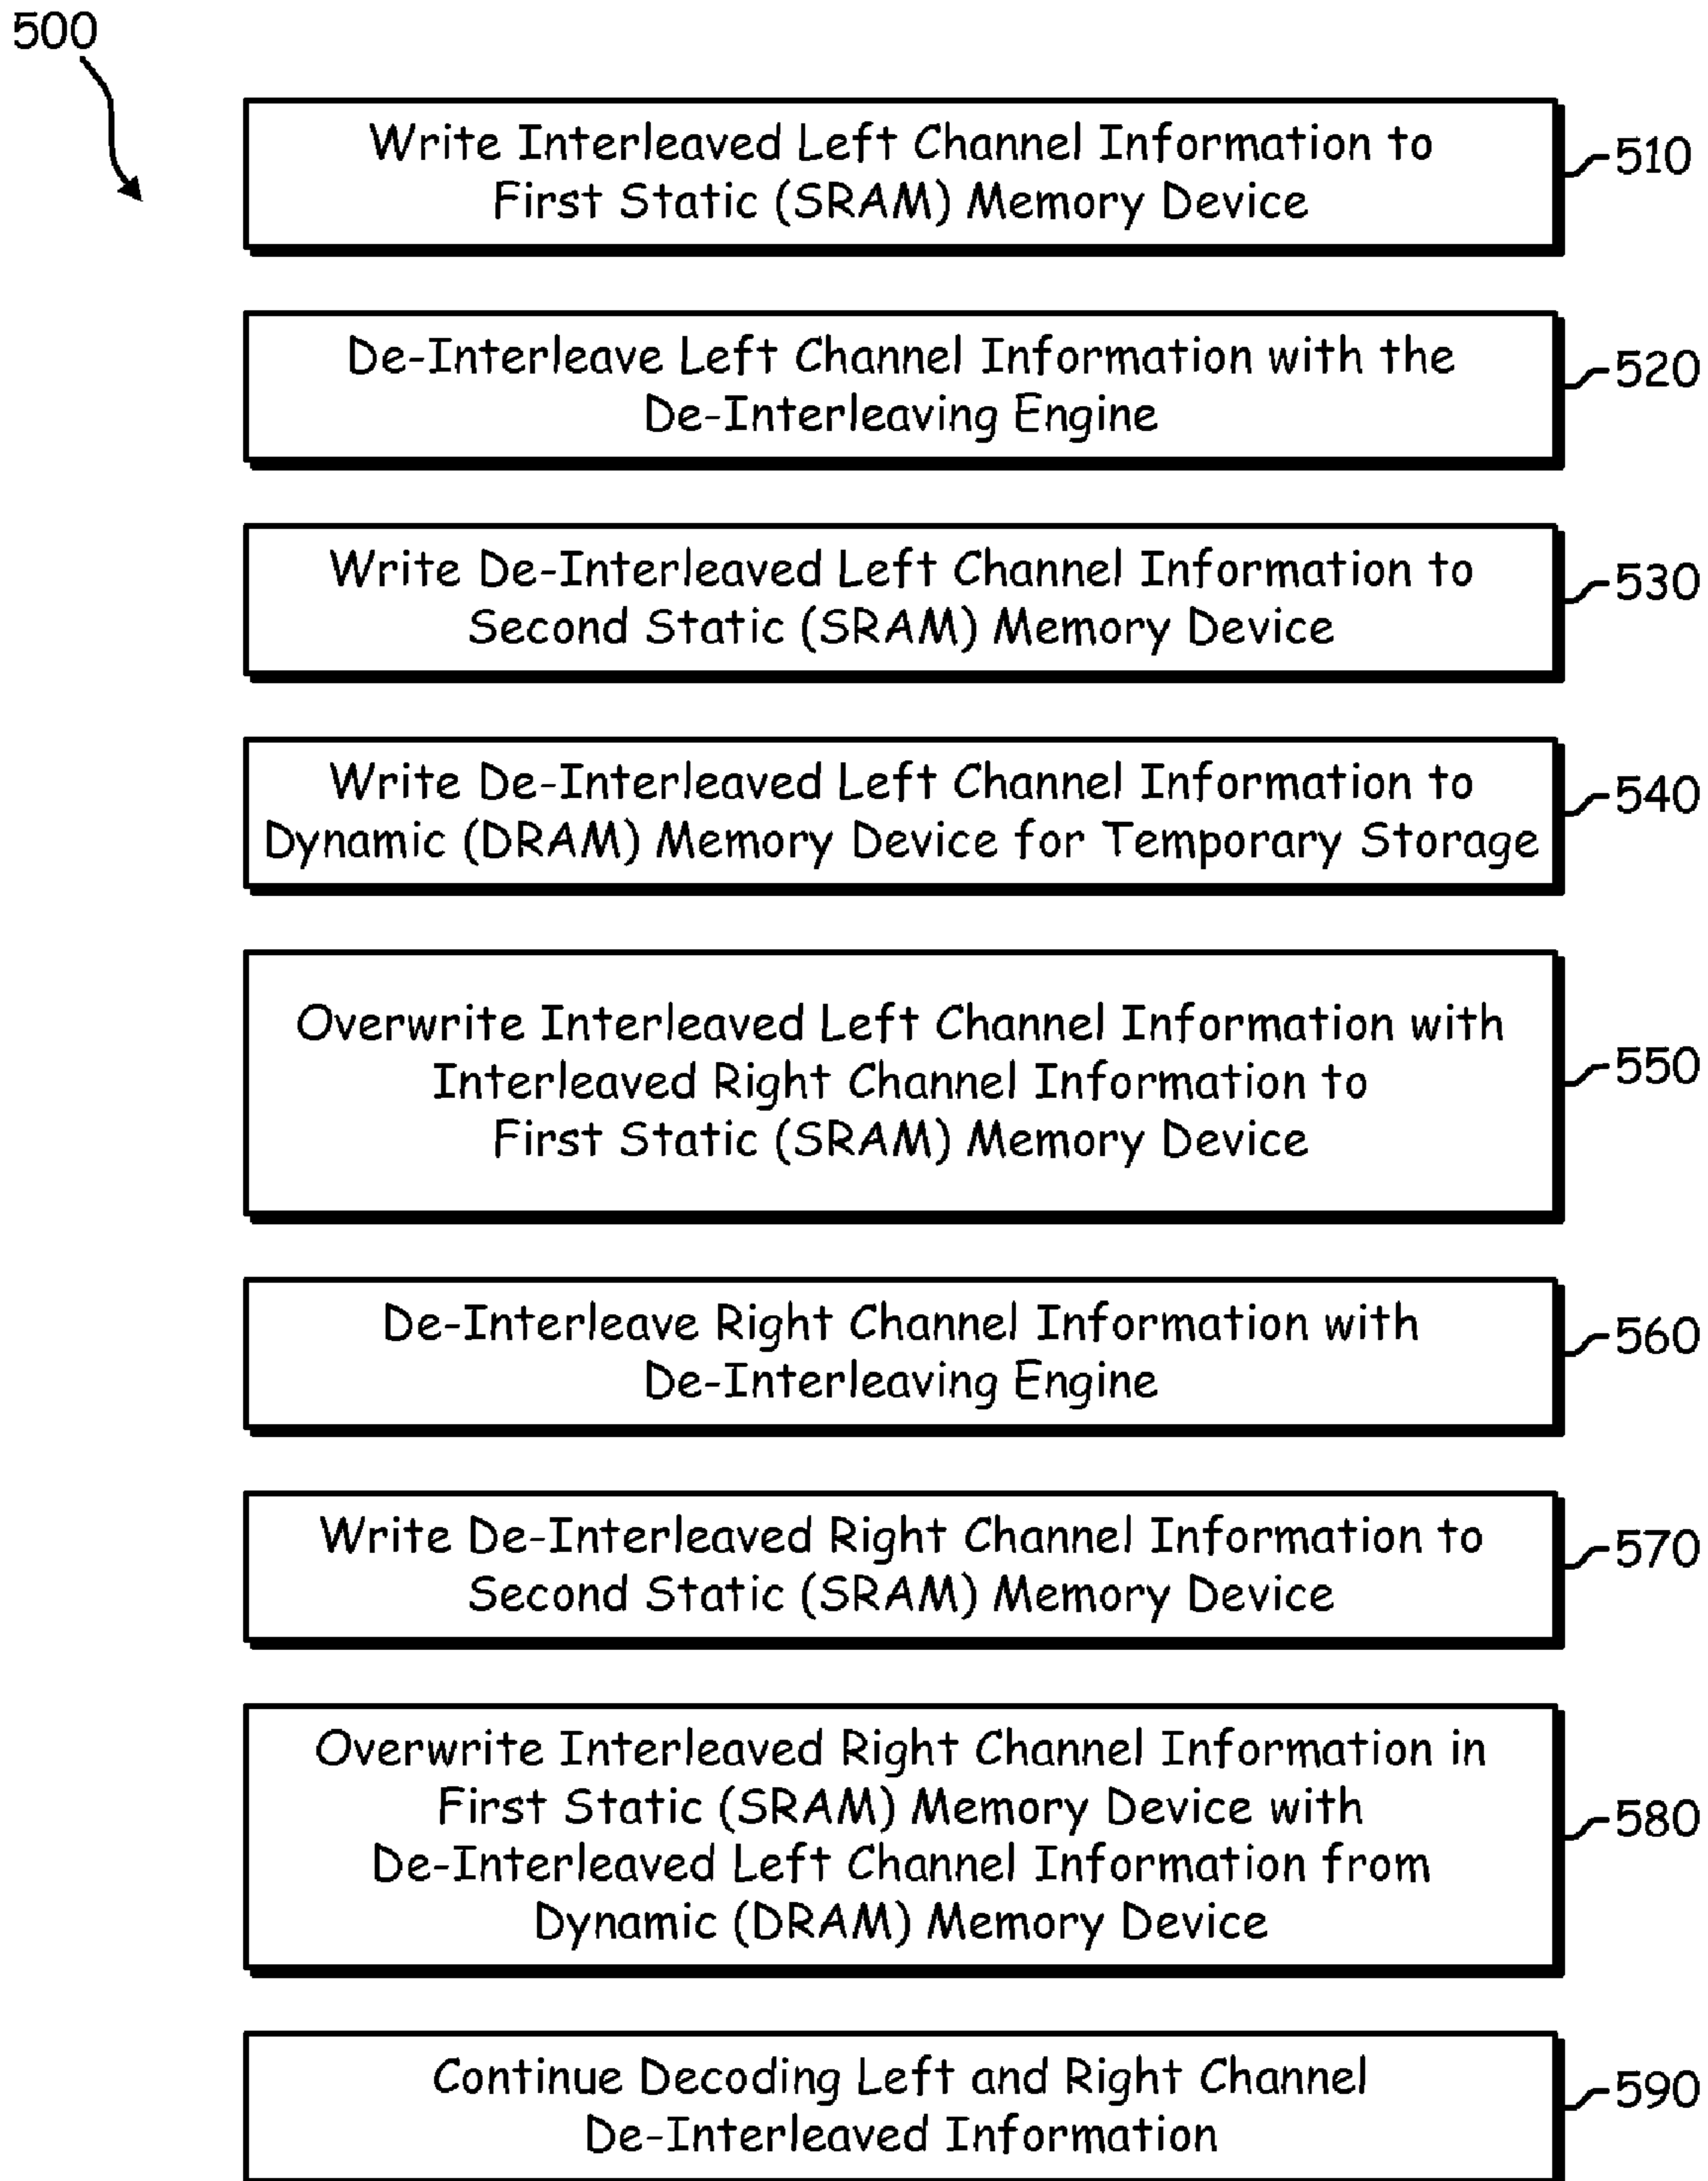 500
Write Interleaved Left Channel Information to
First Static (SRAM) Memory Device
510
De-Interleave Left Channel Information with the
De-Interleaving Engine
520
Write De-Interleaved Left Channel Information to
Second Static (SRAM) Memory Device
530
Write De-Interleaved Left Channel Information to
Dynamic (DRAM) Memory Device for Temporary Storage
540
Overwrite Interleaved Left Channel Information with
Interleaved Right Channel Information to
First Static (SRAM) Memory Device
550
De-Interleave Right Channel Information with
De-Interleaving Engine
560
Write De-Interleaved Right Channel Information to
Second Static (SRAM) Memory Device
570
Overwrite Interleaved Right Channel Information in
First Static (SRAM) Memory Device with
De-Interleaved Left Channel Information from
Dynamic (DRAM) Memory Device
580
Continue Decoding Left and Right Channel
De-Interleaved Information
590